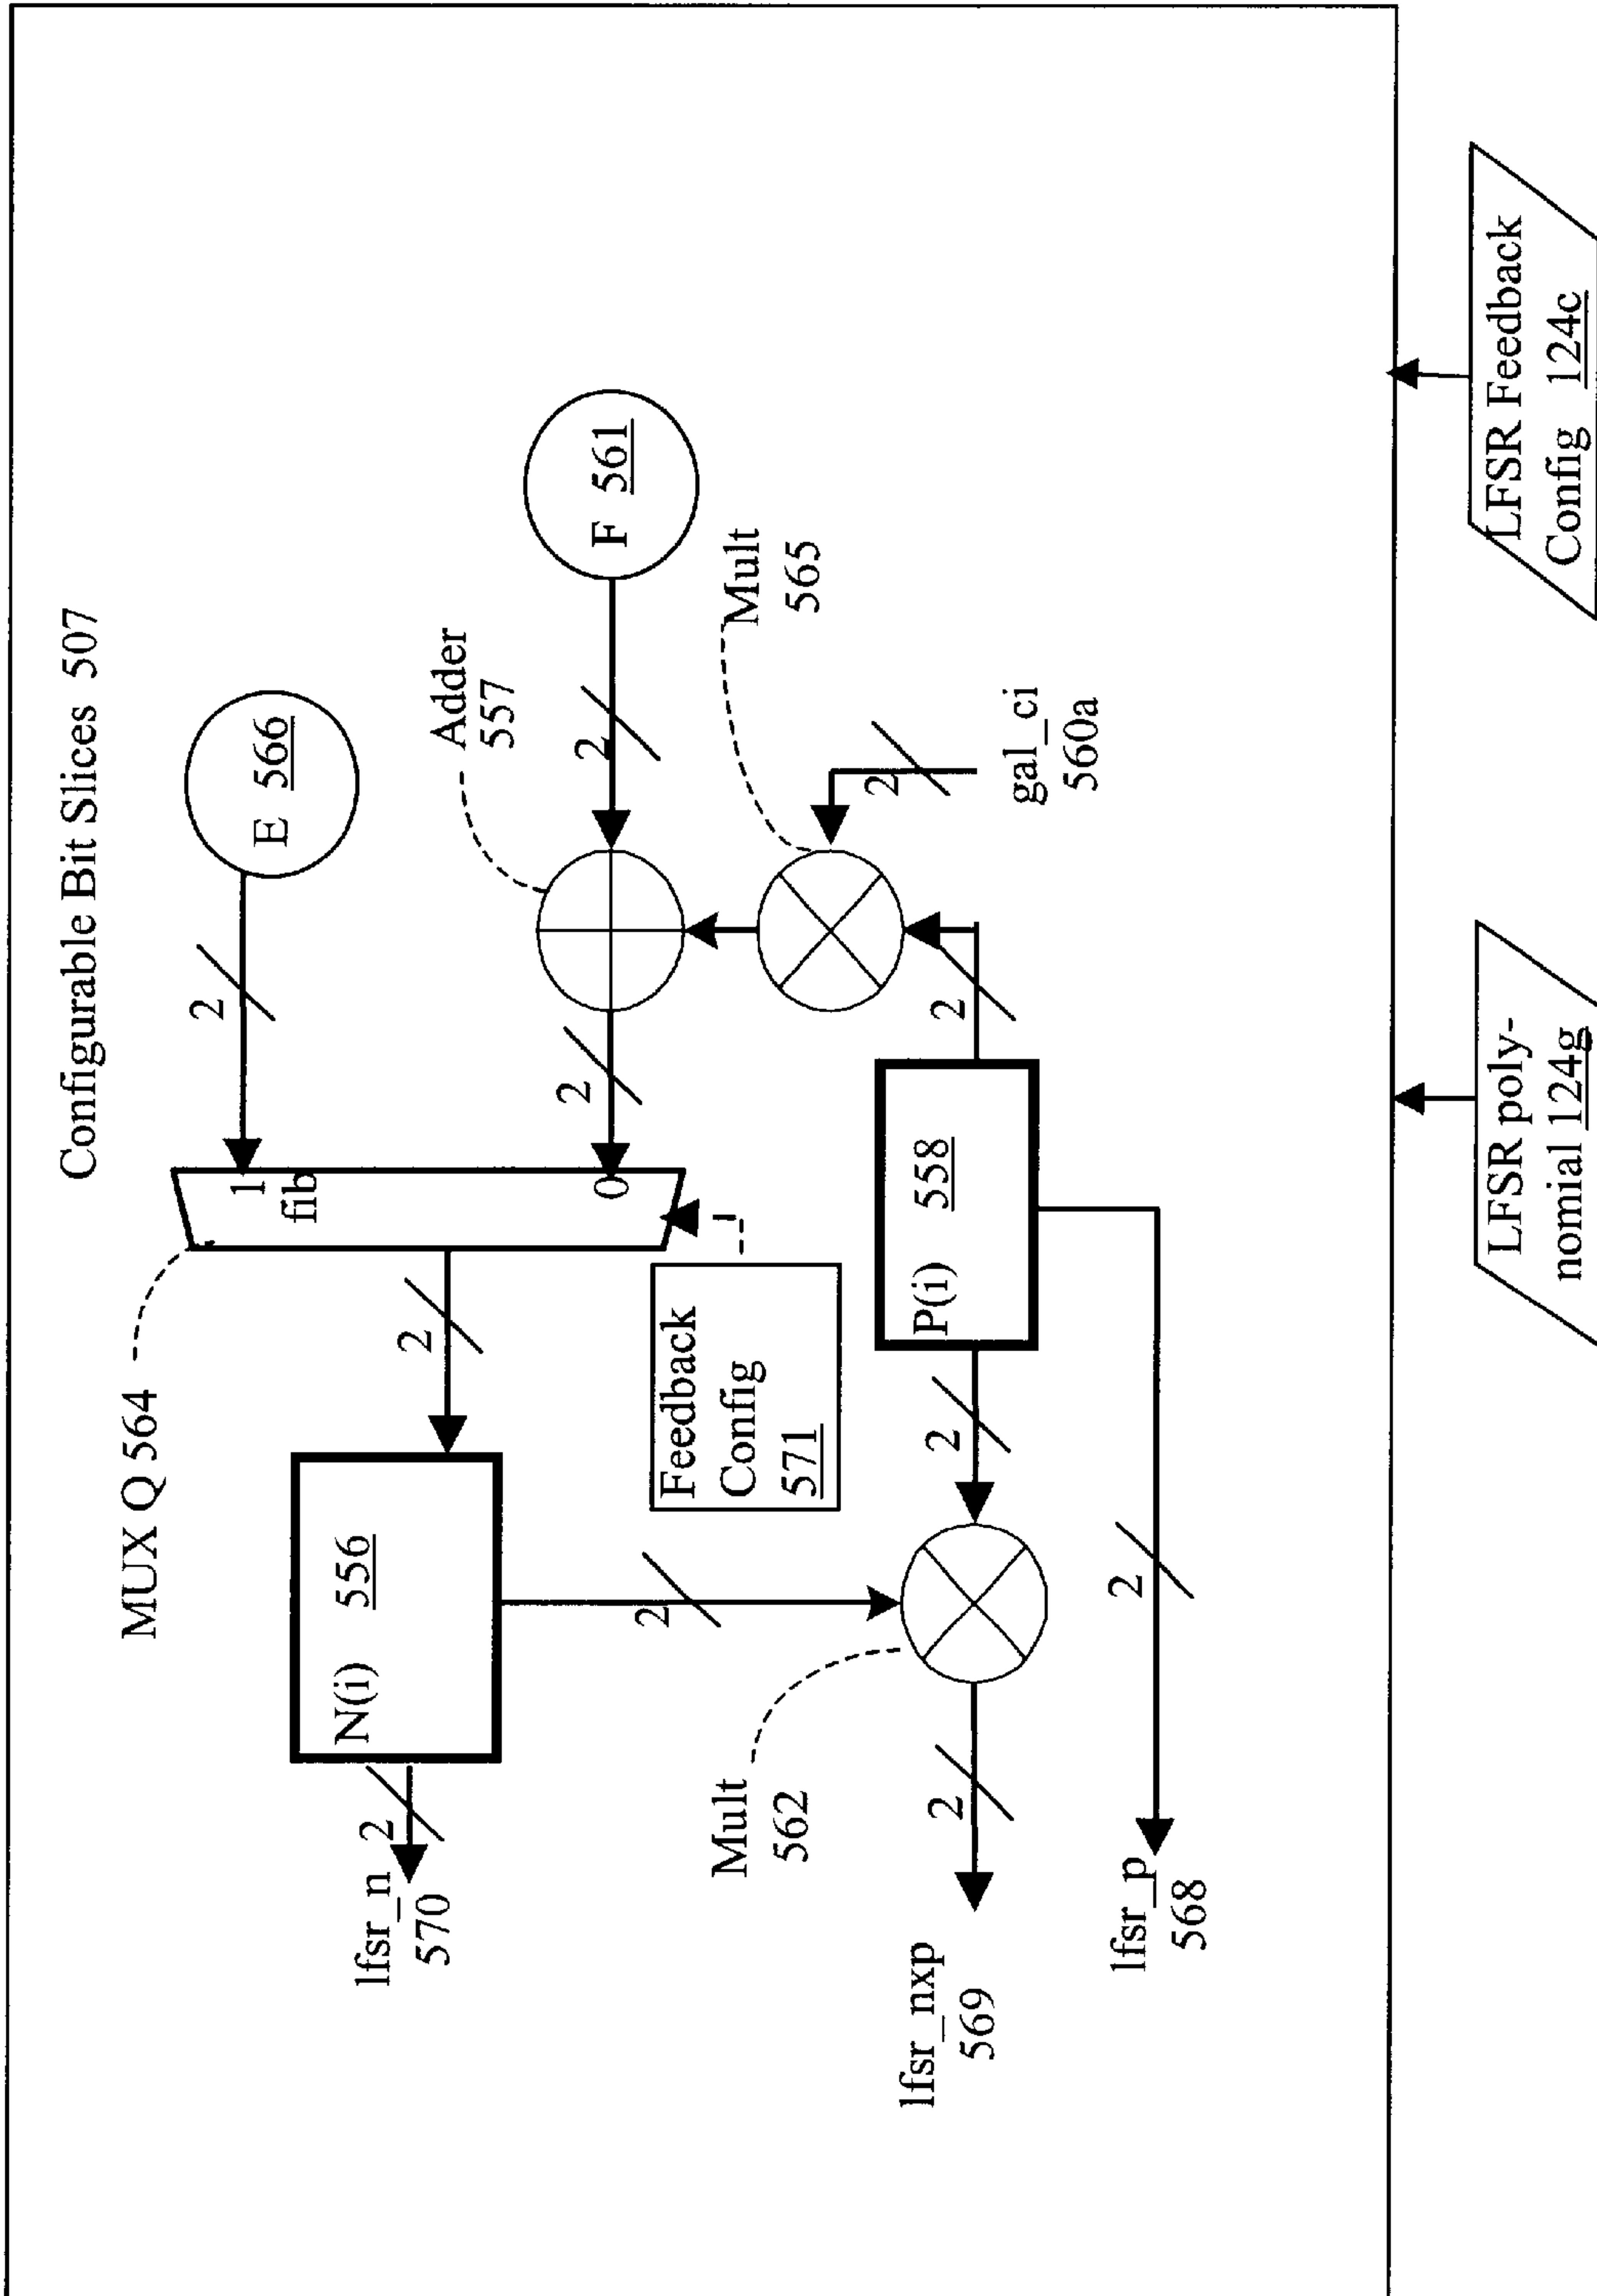 Configurable Bit Slices 507
MUX Q 564
E 566
2
1
fib
0
Adder
557
F 561
2
2
2
N(i) 556
lfsr_n
570
2
Feedback
Config
571
Mult
565
gal_ci
560a
2
2
P(i) 558
2
2
Mult
562
2
lfsr_nxp
569
2
lfsr_p
568
LFSR poly-
nomial 124g
LFSR Feedback
Config 124c